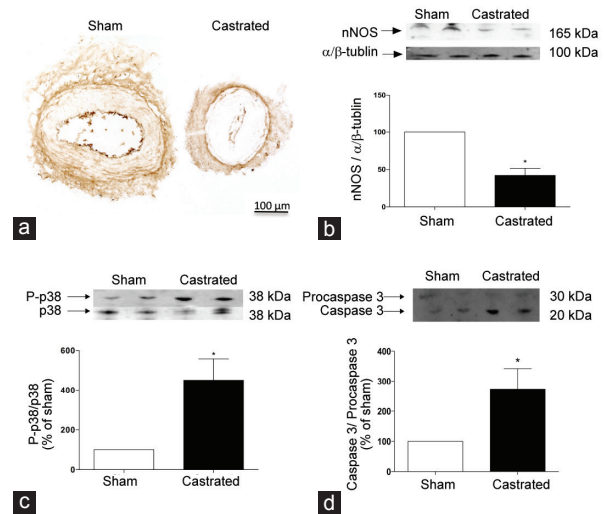 Sham
Castrated
100 µm
a
Sham Castrated
nNOS
165 kDa
α/β-tublin
100 kDa
nNOS / α/β-tublin
150
100
50
0
*
Sham
Castrated
b
Sham Castrated
P-p38
38 kDa
p38
38 kDa
P-p38/p38
(% of sham)
600
400
200
0
*
Sham
Castrated
c
Sham Castrated
Procaspase 3
30 kDa
Caspase 3
20 kDa
Caspase 3/ Procaspase 3
(% of sham)
400
300
200
100
0
*
Sham
Castrated
d